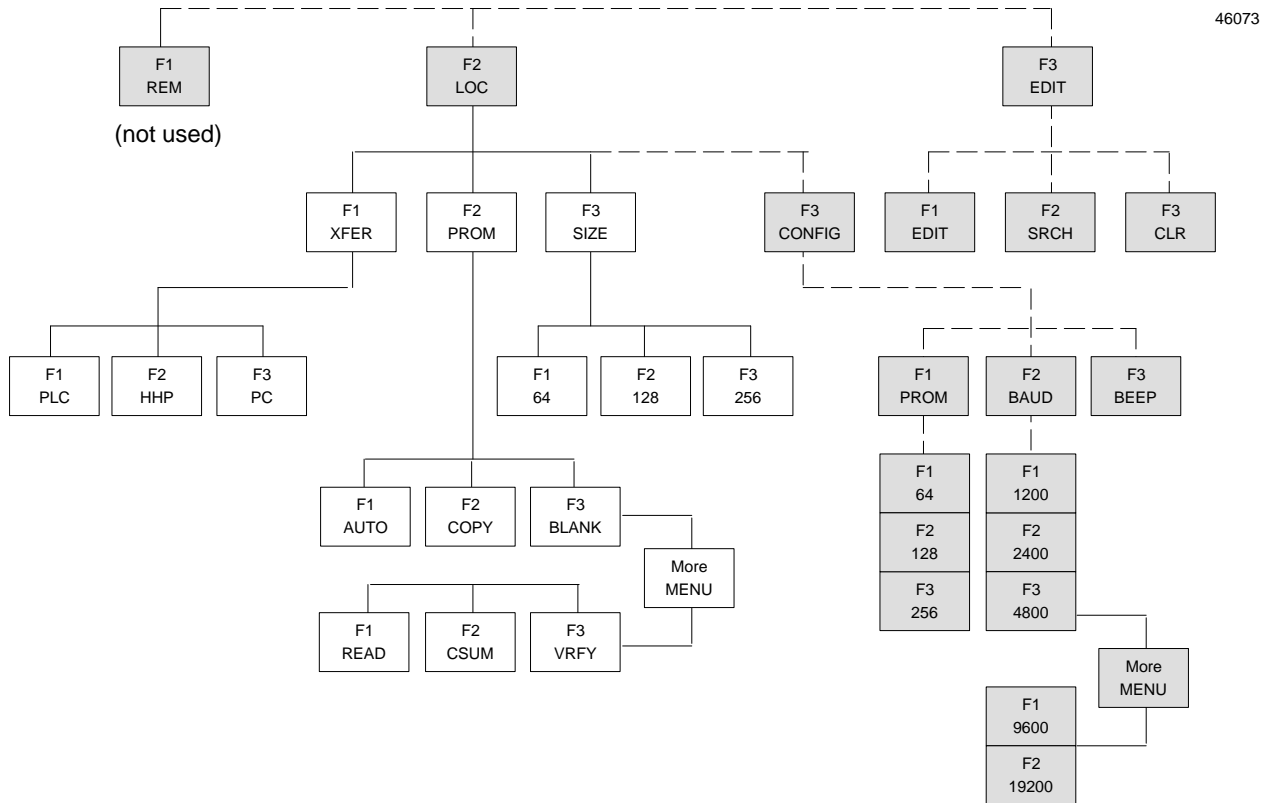 46073
F1
REM
(not used)
F2
LOC
F3
EDIT
F1
XFER
F2
PROM
F3
SIZE
F3
CONFIG
F1
EDIT
F2
SRCH
F3
CLR
F1
PLC
F2
HHP
F3
PC
F1
64
F2
128
F3
256
F1
PROM
F2
BAUD
F3
BEEP
F1
AUTO
F2
COPY
F3
BLANK
More
MENU
F1
READ
F2
CSUM
F3
VRFY
F1
64
F2
128
F3
256
F1
1200
F2
2400
F3
4800
More
MENU
F1
9600
F2
19200